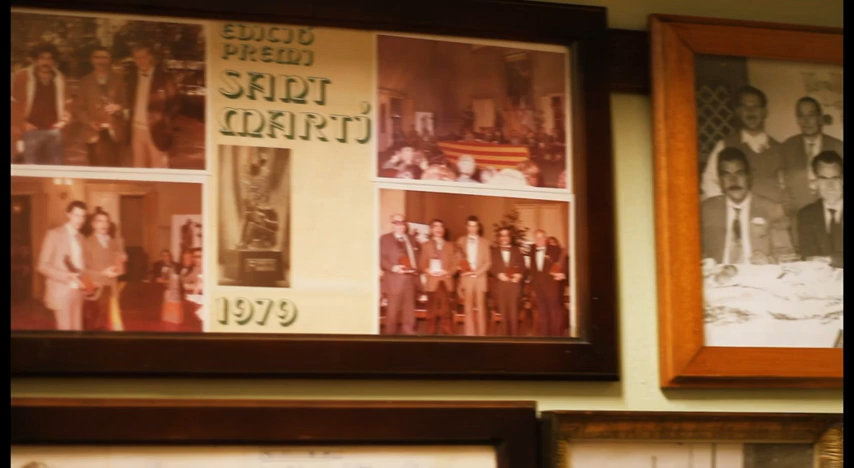 EDICIÓ
PREMI
SANT
MARTÍ
1979